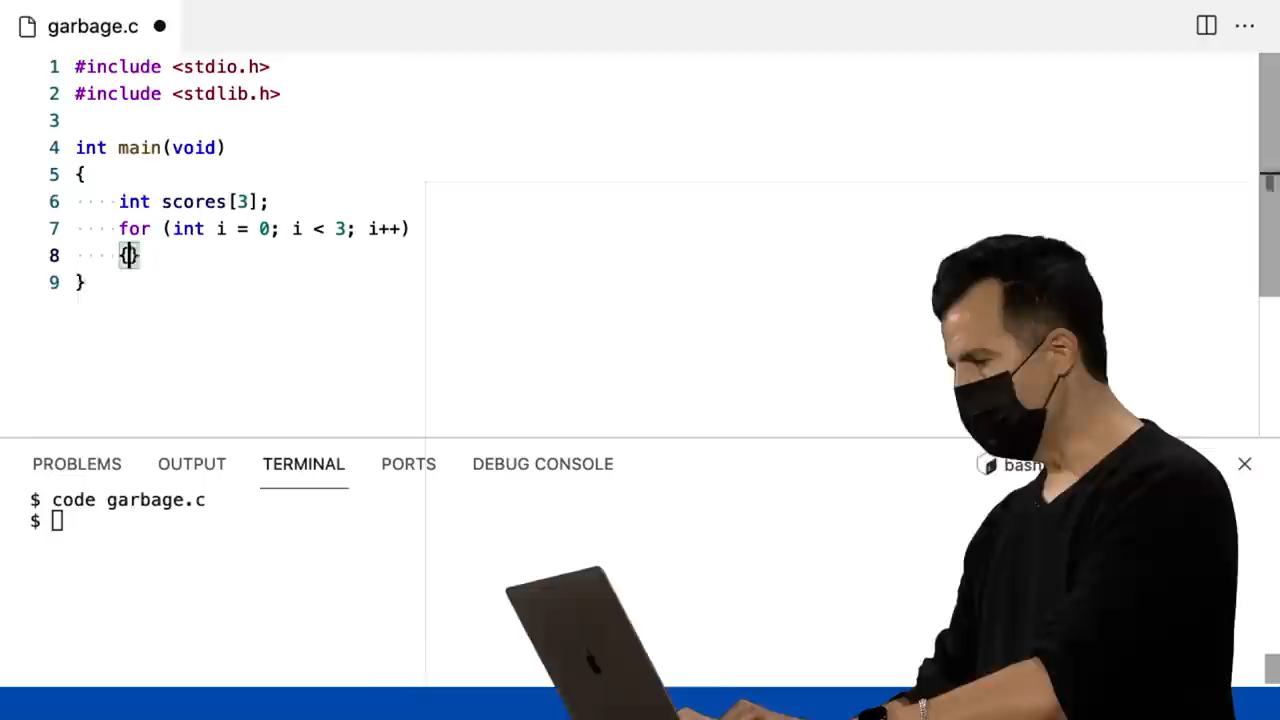 garbage.c
1 #include <stdio.h>
2 #include <stdlib.h>
3
4 int main(void)
5 {
6 ····int scores[3];
7 ····for (int i = 0; i < 3; i++)
8 ····{}
9 }
PROBLEMS OUTPUT TERMINAL PORTS DEBUG CONSOLE bash
$ code garbage.c
$